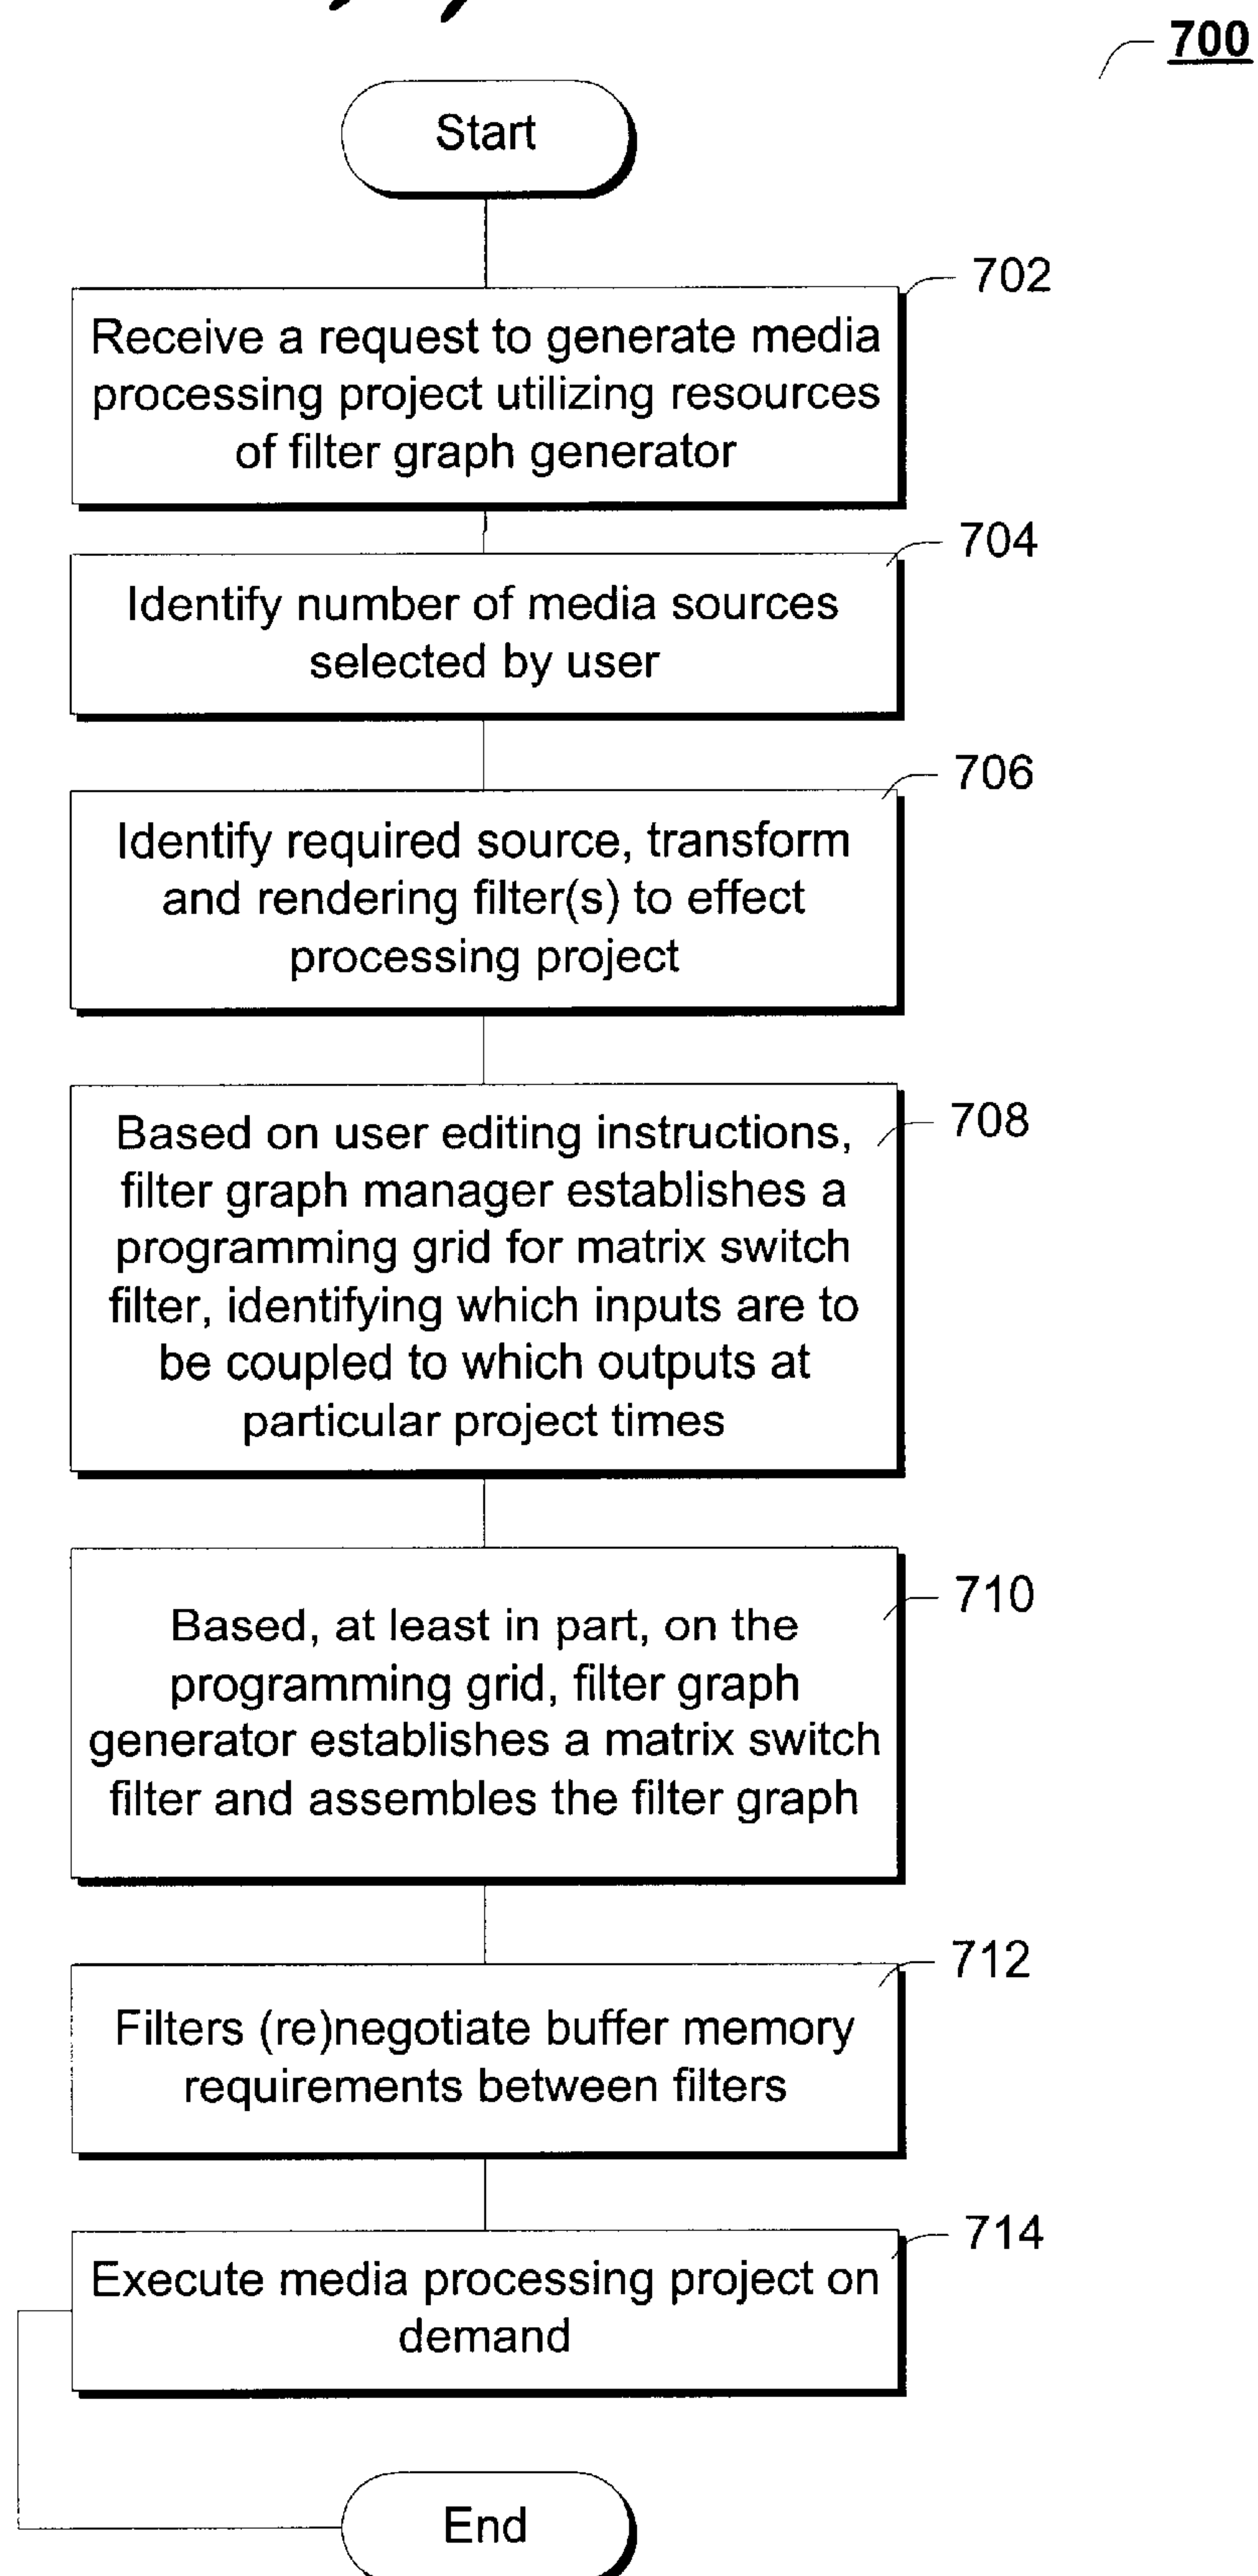 700
Start
702
Receive a request to generate media
processing project utilizing resources
of filter graph generator
704
Identify number of media sources
selected by user
706
Identify required source, transform
and rendering filter(s) to effect
processing project
708
Based on user editing instructions,
filter graph manager establishes a
programming grid for matrix switch
filter, identifying which inputs are to
be coupled to which outputs at
particular project times
710
Based, at least in part, on the
programming grid, filter graph
generator establishes a matrix switch
filter and assembles the filter graph
712
Filters (re)negotiate buffer memory
requirements between filters
714
Execute media processing project on
demand
End